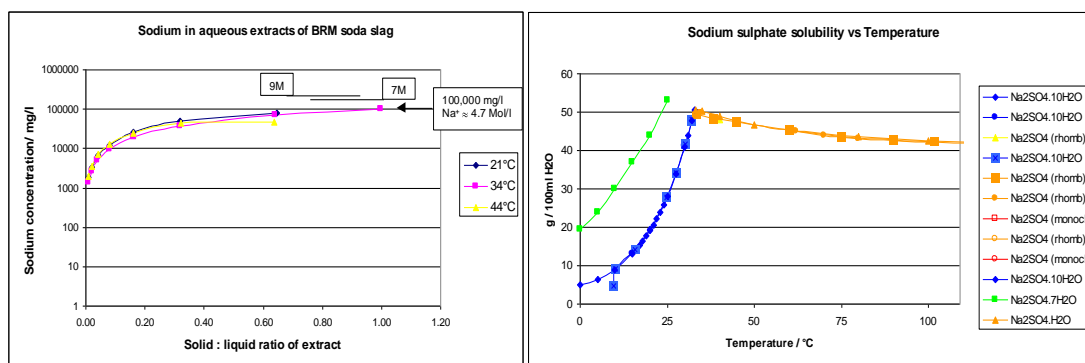 Sodium in aqueous extracts of BRM soda slag
1000000
100000
10000
1000
100
10
1
0.00 0.20 0.40 0.60 0.80 1.00 1.20
Sodium concentration/ mg/l
Solid : liquid ratio of extract
9M
7M
100,000 mg/l
Na⁺ ≈ 4.7 Mol/l
21°C
34°C
44°C
Sodium sulphate solubility vs Temperature
60
50
40
30
20
10
0
0 25 50 75 100
g / 100ml H2O
Temperature / °C
Na2SO4.10H2O
Na2SO4.10H2O
Na2SO4 (rhomb)
Na2SO4.10H2O
Na2SO4 (rhomb)
Na2SO4 (rhomb)
Na2SO4 (monoc
Na2SO4 (rhomb)
Na2SO4 (monoc
Na2SO4.10H2O
Na2SO4.7H2O
Na2SO4.H2O